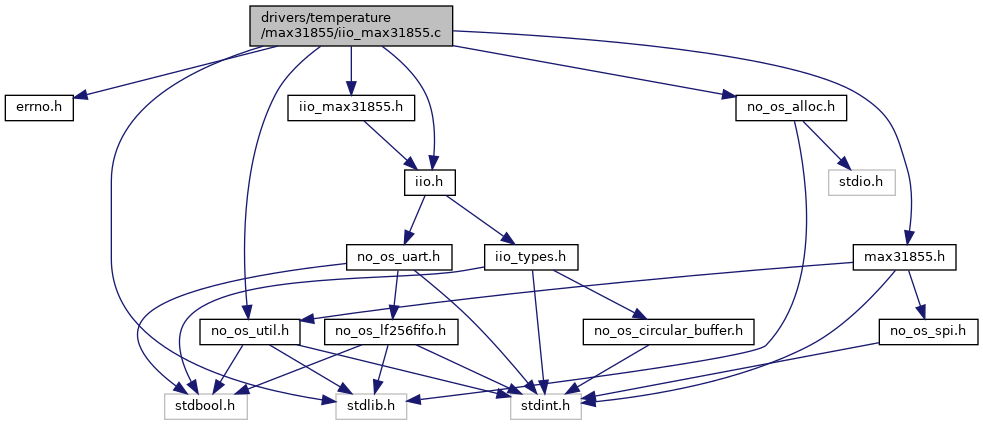 drivers/temperature
/max31855/iio_max31855.c
errno.h
iio_max31855.h
no_os_alloc.h
iio.h
stdio.h
no_os_uart.h
iio_types.h
max31855.h
no_os_util.h
no_os_lf256fifo.h
no_os_circular_buffer.h
no_os_spi.h
stdbool.h
stdlib.h
stdint.h